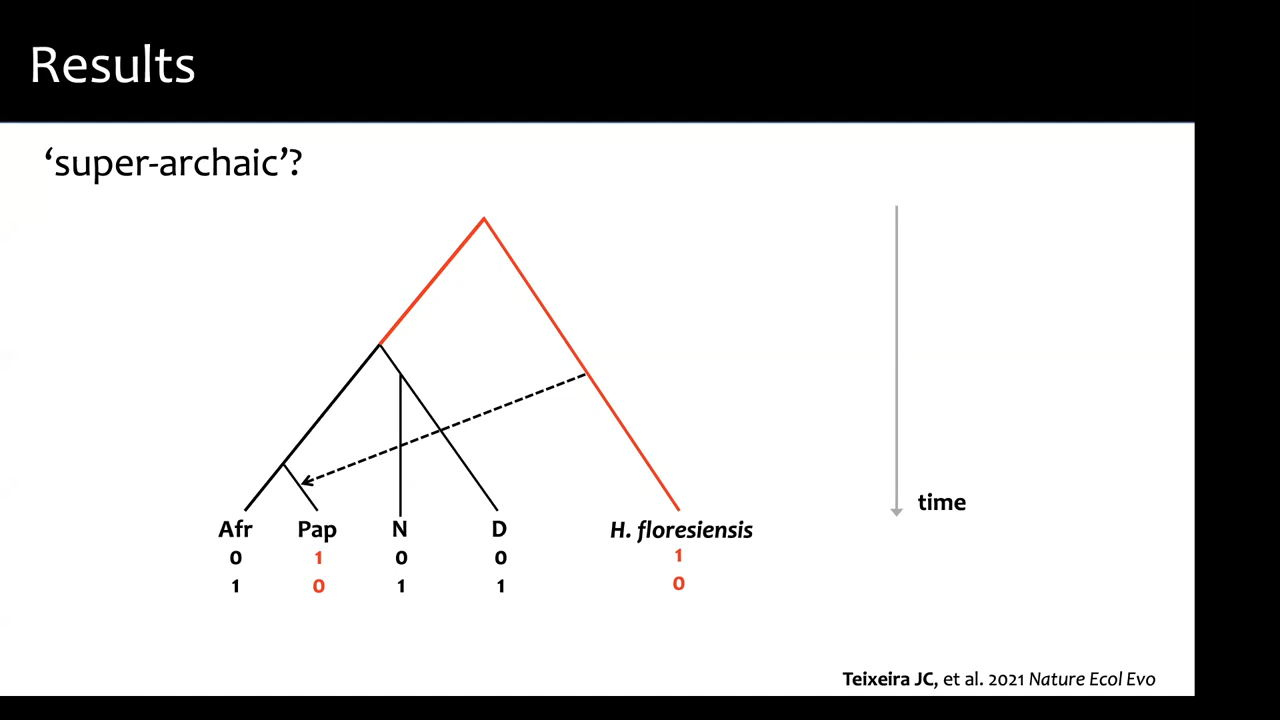 Results
‘super-archaic’?
time
Afr Pap N D H. floresiensis
0 1 0 0 1
1 0 1 1 0
Teixeira JC, et al. 2021 Nature Ecol Evo